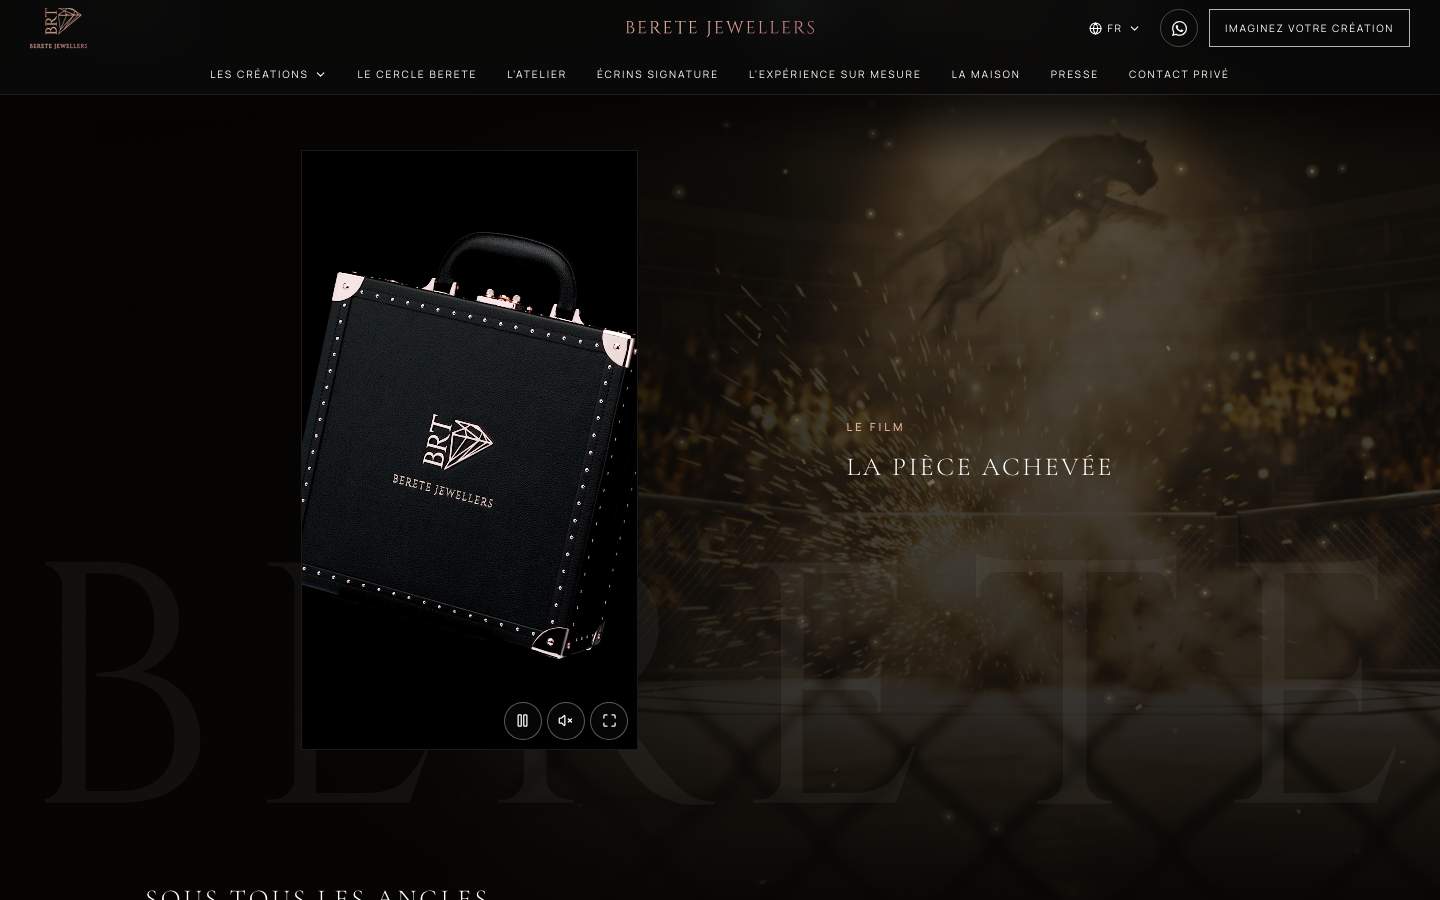 BRT
BERETE JEWELLERS
BERETE JEWELLERS
FR
IMAGINEZ VOTRE CRÉATION
LES CRÉATIONS
LE CERCLE BERETE
L'ATELIER
ÉCRINS SIGNATURE
L'EXPÉRIENCE SUR MESURE
LA MAISON
PRESSE
CONTACT PRIVÉ
BRT
BERETE JEWELLERS
LE FILM
LA PIÈCE ACHEVÉE
BERETE
SOUS TOUS LES ANGLES